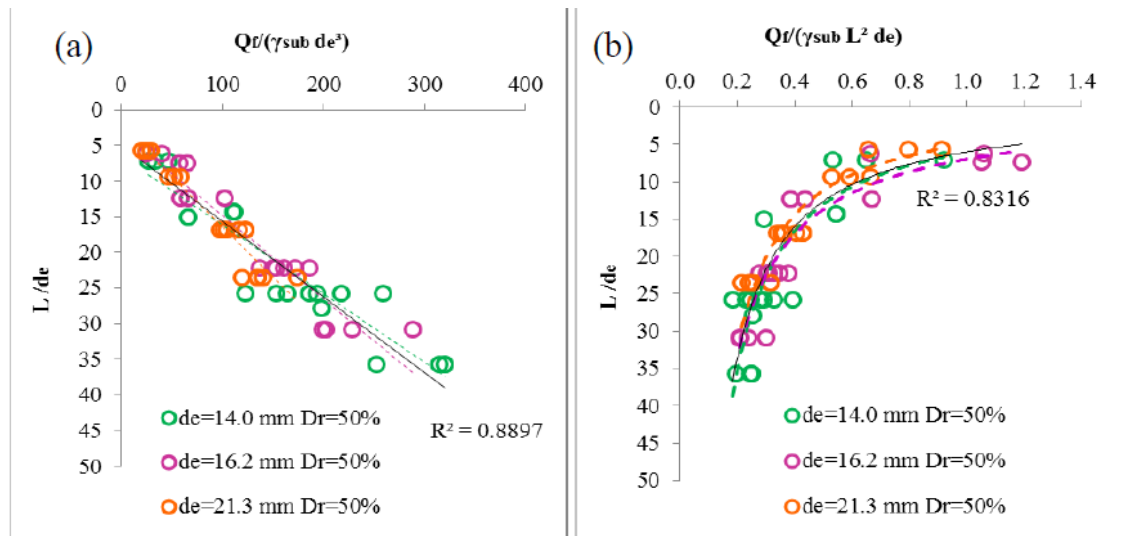 (a)
Qf/(γsub de³)
0 100 200 300 400
0
5
10
15
20
25
30
35
40
45
50
L /de
de=14.0 mm Dr=50%
R² = 0.8897
de=16.2 mm Dr=50%
de=21.3 mm Dr=50%
(b)
Qf/(γsub L² de)
0.0 0.2 0.4 0.6 0.8 1.0 1.2 1.4
0
5
10
15
20
25
30
35
40
45
50
L /de
R² = 0.8316
de=14.0 mm Dr=50%
de=16.2 mm Dr=50%
de=21.3 mm Dr=50%